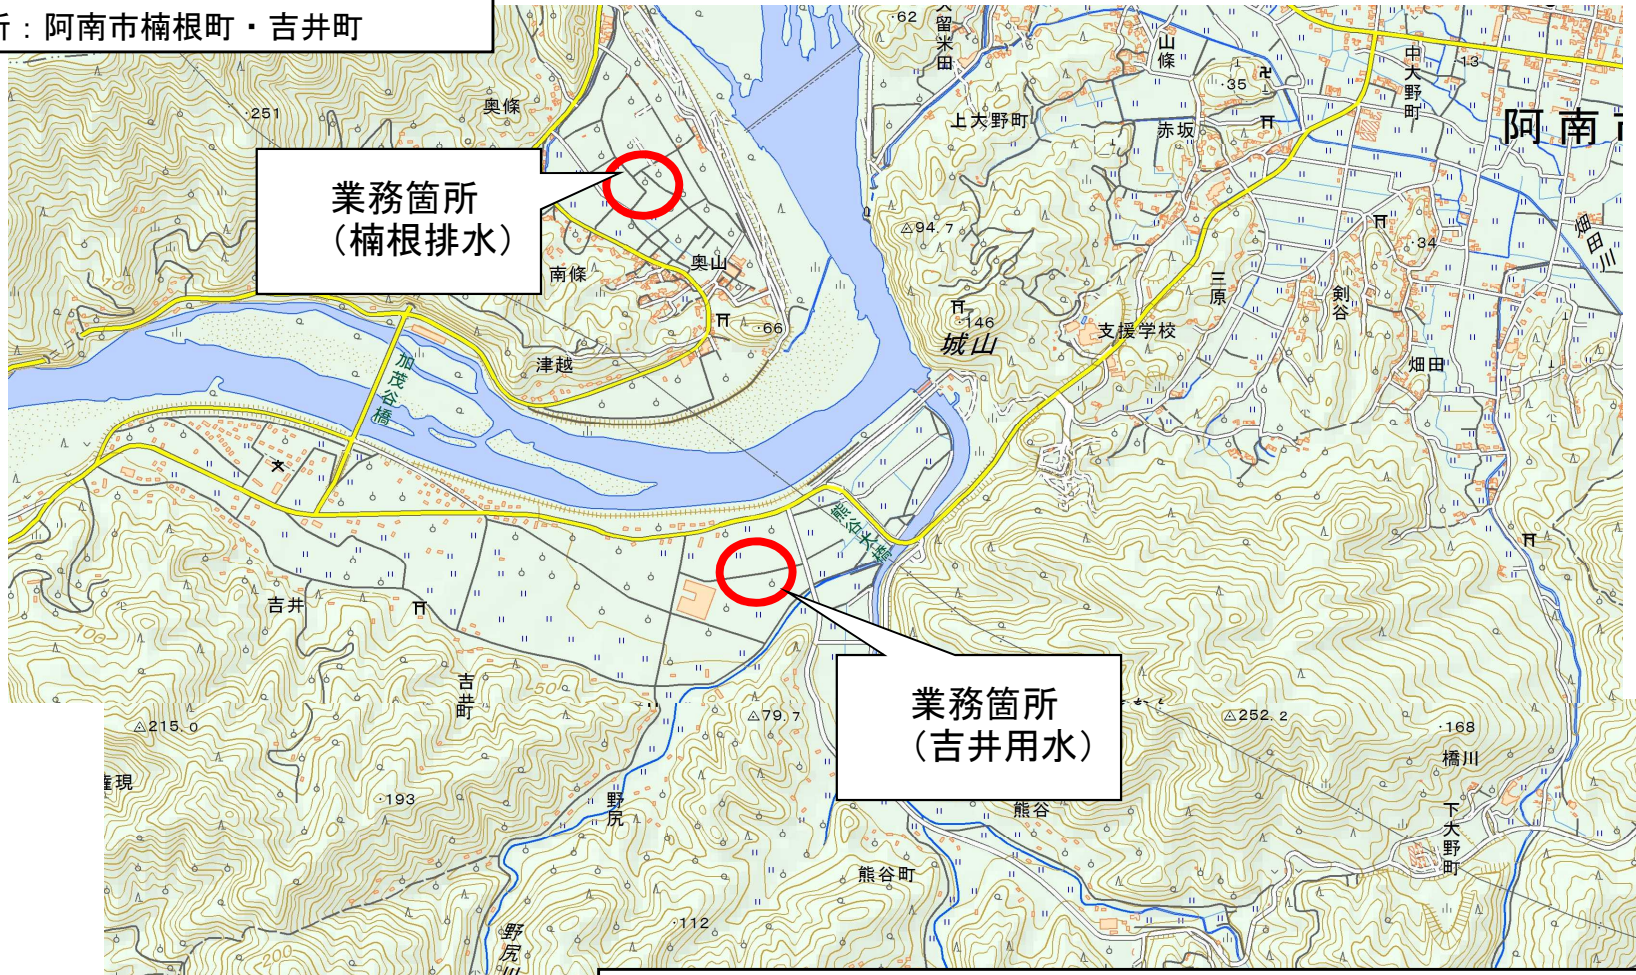 所：阿南市楠根町・吉井町
・62
久留米田
山條
中大野町
・13
・35
阿南市
・251
奥條
上大野町
赤坂
業務箇所
（楠根排水）
△94.7
・34
畑田川
南條
奥山
三原
剣谷
・146
城山
・66
支援学校
津越
加茂谷橋
畑田
熊谷大橋
吉井
100
50
吉井町
業務箇所
（吉井用水）
△215.0
△79.7
△252.2
・168
橋川
権現
・193
野尻
熊谷
下大野町
熊谷町
・112
野尻川
200